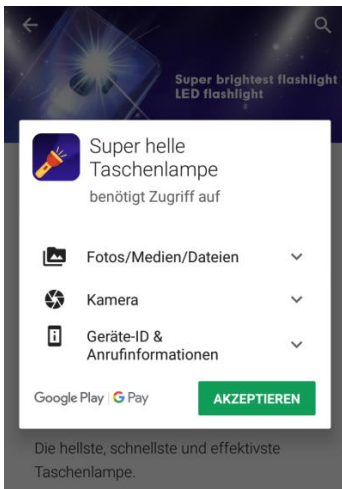 Super brightest flashlight
LED flashlight
Super helle
Taschenlampe
benötigt Zugriff auf
Fotos/Medien/Dateien
Kamera
Geräte-ID &
Anrufinformationen
Google Play | G Pay
AKZEPTIEREN
Die hellste, schnellste und effektivste
Taschenlampe.